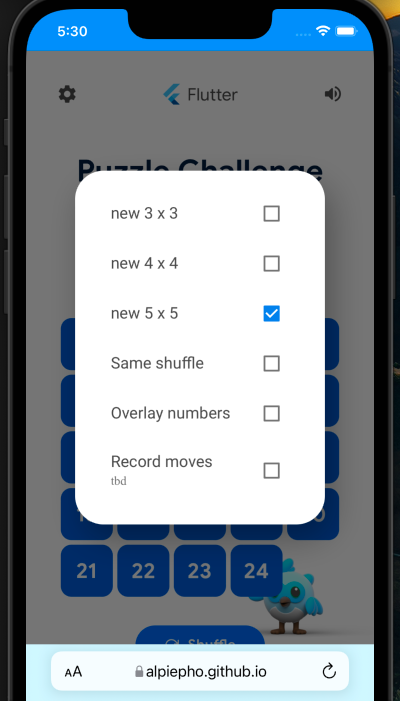 5:30
Flutter
Puzzle Challenge
new 3 x 3
new 4 x 4
new 5 x 5
Same shuffle
Overlay numbers
Record moves
tbd
21 22 23 24
Shuffle
AA alpiepho.github.io